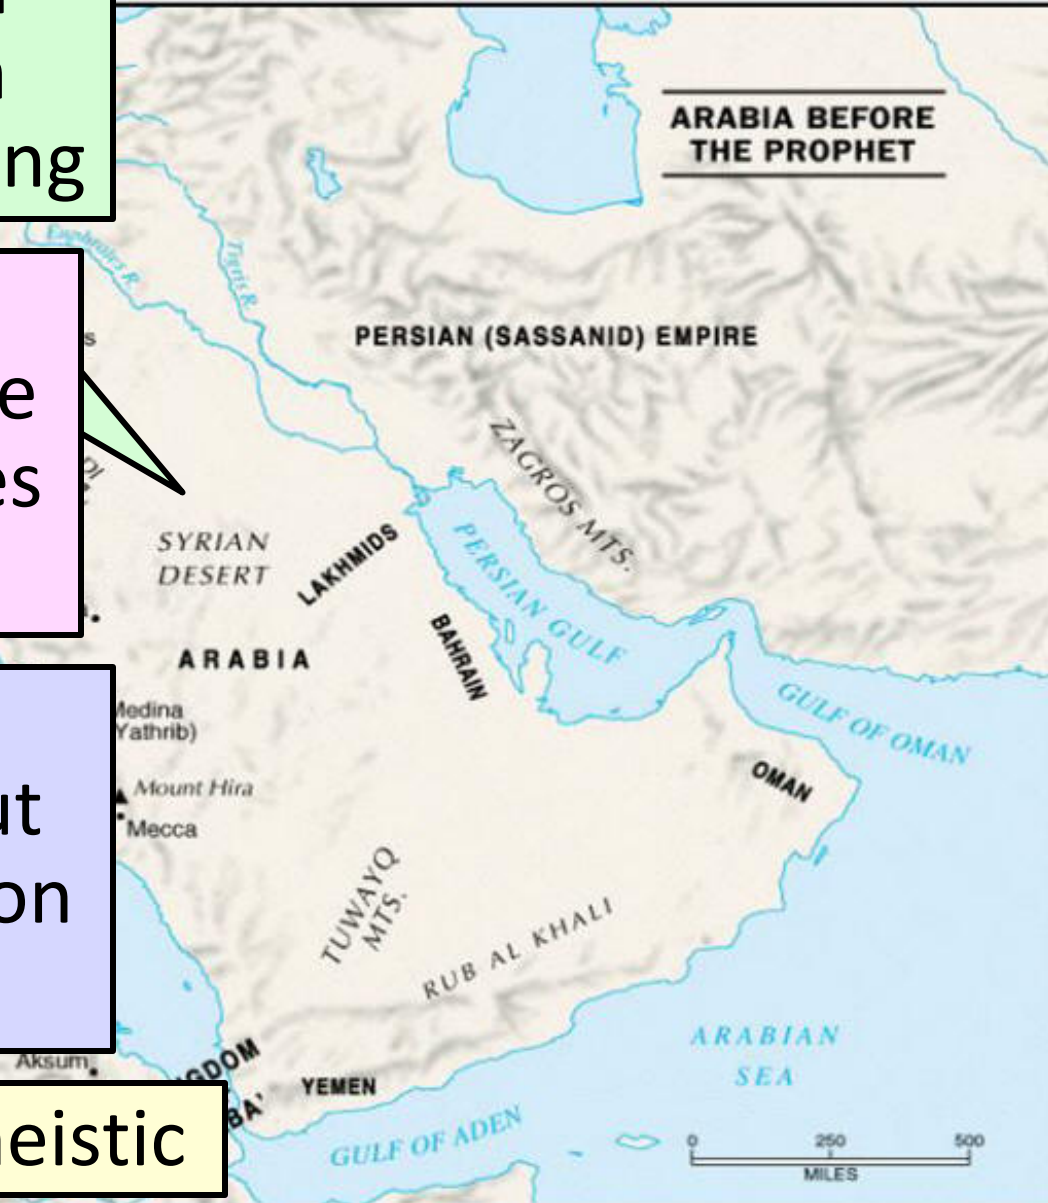 ng
ARABIA BEFORE
THE PROPHET
Euphrates R.
Tigris R.
s
PERSIAN (SASSANID) EMPIRE
e
es
ZAGROS MTS.
DI
SYRIAN
DESERT
LAKHMIDS
PERSIAN GULF
BAHRAIN
ARABIA
Medina
Yathrib)
GULF OF OMAN
OMAN
Mount Hira
Mecca
ut
on
TUWAYQ
MTS.
RUB AL KHALI
ARABIAN
SEA
Aksum
GDOM
BA'
YEMEN
eistic
GULF OF ADEN
0 250 500
MILES